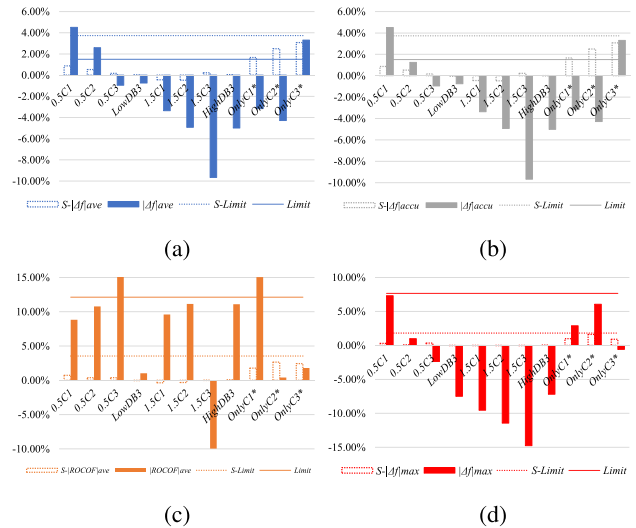 6.00%
4.00%
2.00%
0.00%
-2.00%
-4.00%
-6.00%
-8.00%
-10.00%
0.5C1
0.5C2
0.5C3
LowDB3
1.5C1
1.5C2
1.5C3
HighDB3
OnlyC1*
OnlyC2*
OnlyC3*
S-|Δf|ave
|Δf|ave
S-Limit
Limit
(a)
6.00%
4.00%
2.00%
0.00%
-2.00%
-4.00%
-6.00%
-8.00%
-10.00%
0.5C1
0.5C2
0.5C3
LowDB3
1.5C1
1.5C2
1.5C3
HighDB3
OnlyC1*
OnlyC2*
OnlyC3*
S-|Δf|accu
|Δf|accu
S-Limit
Limit
(b)
15.00%
10.00%
5.00%
0.00%
-5.00%
-10.00%
0.5C1
0.5C2
0.5C3
LowDB3
1.5C1
1.5C2
1.5C3
HighDB3
OnlyC1*
OnlyC2*
OnlyC3*
S-|ROCOF|ave
|ROCOF|ave
S-Limit
Limit
(c)
10.00%
5.00%
0.00%
-5.00%
-10.00%
-15.00%
0.5C1
0.5C2
0.5C3
LowDB3
1.5C1
1.5C2
1.5C3
HighDB3
OnlyC1*
OnlyC2*
OnlyC3*
S-|Δf|max
|Δf|max
S-Limit
Limit
(d)